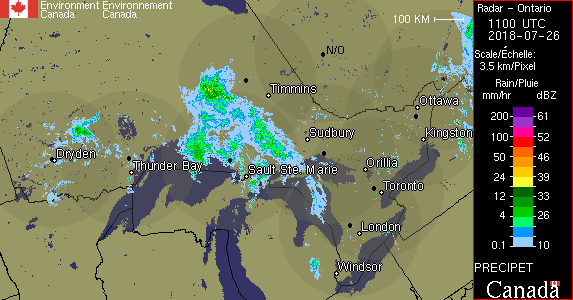 Environment Environnement
Canada Canada
100 KM
N/O
Timmins
Ottawa
Sudbury
Kingston
Dryden
Thunder Bay
Sault Ste. Marie
Orillia
Toronto
London
Windsor
Radar - Ontario
1100 UTC
2018-07-26
Scale/Échelle:
3.5 km/Pixel
Rain/Pluie
mm/hr dBZ
200 61
100 52
50 46
24 39
12 33
4 26
0.1 10
PRECIPET
Canada